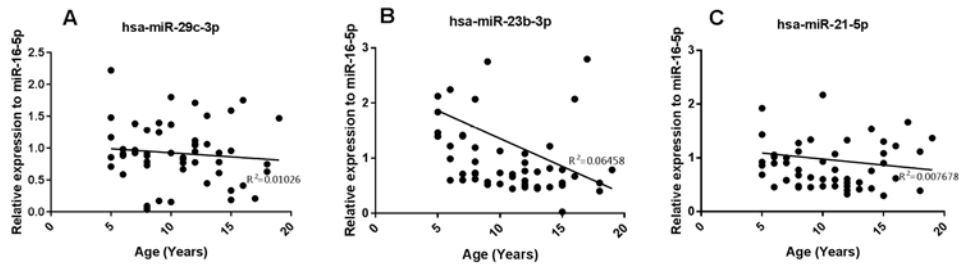 A
hsa-miR-29c-3p
Relative expression to miR-16-5p
2.5
2.0
1.5
1.0
0.5
0.0
R²=0.01026
0
5
10
15
20
Age (Years)
B
hsa-miR-23b-3p
Relative expression to miR-16-5p
3
2
1
0
R²=0.06458
0
5
10
15
20
Age (Years)
C
hsa-miR-21-5p
Relative expression to miR-16-5p
3
2
1
0
R²=0.007678
0
5
10
15
20
Age (Years)